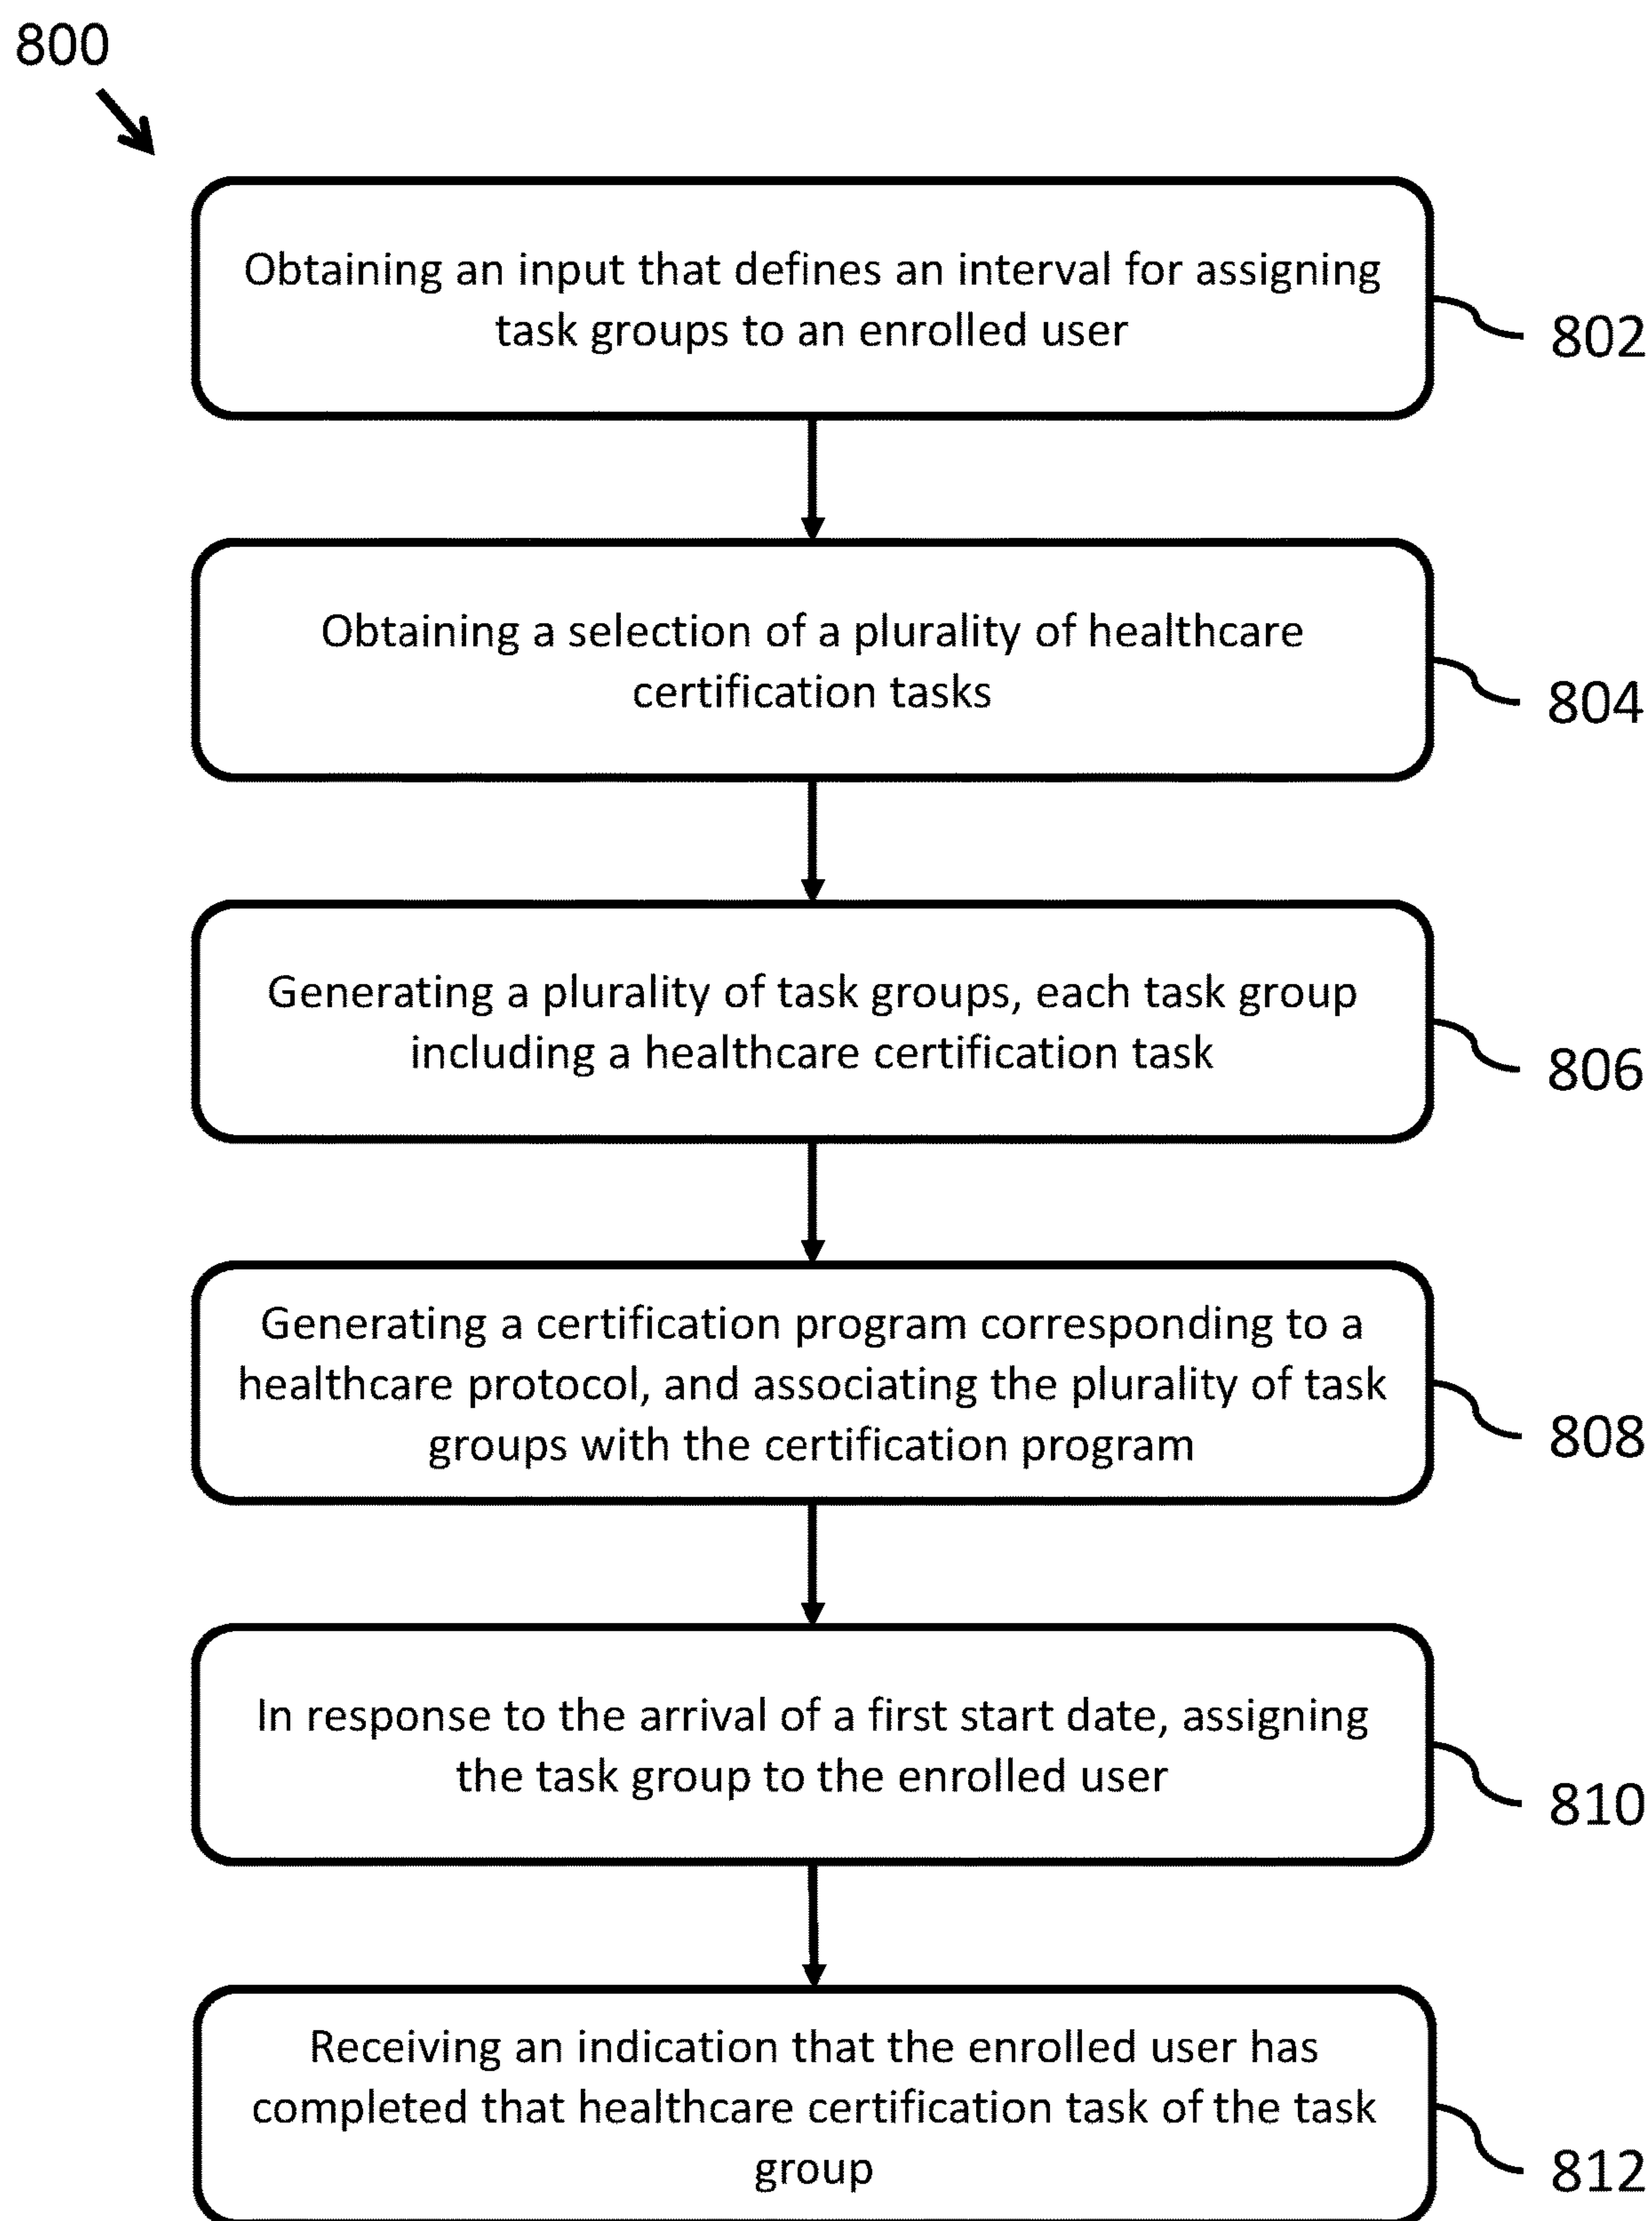 800
Obtaining an input that defines an interval for assigning
task groups to an enrolled user
802
Obtaining a selection of a plurality of healthcare
certification tasks
804
Generating a plurality of task groups, each task group
including a healthcare certification task
806
Generating a certification program corresponding to a
healthcare protocol, and associating the plurality of task
groups with the certification program
808
In response to the arrival of a first start date, assigning
the task group to the enrolled user
810
Receiving an indication that the enrolled user has
completed that healthcare certification task of the task
group
812